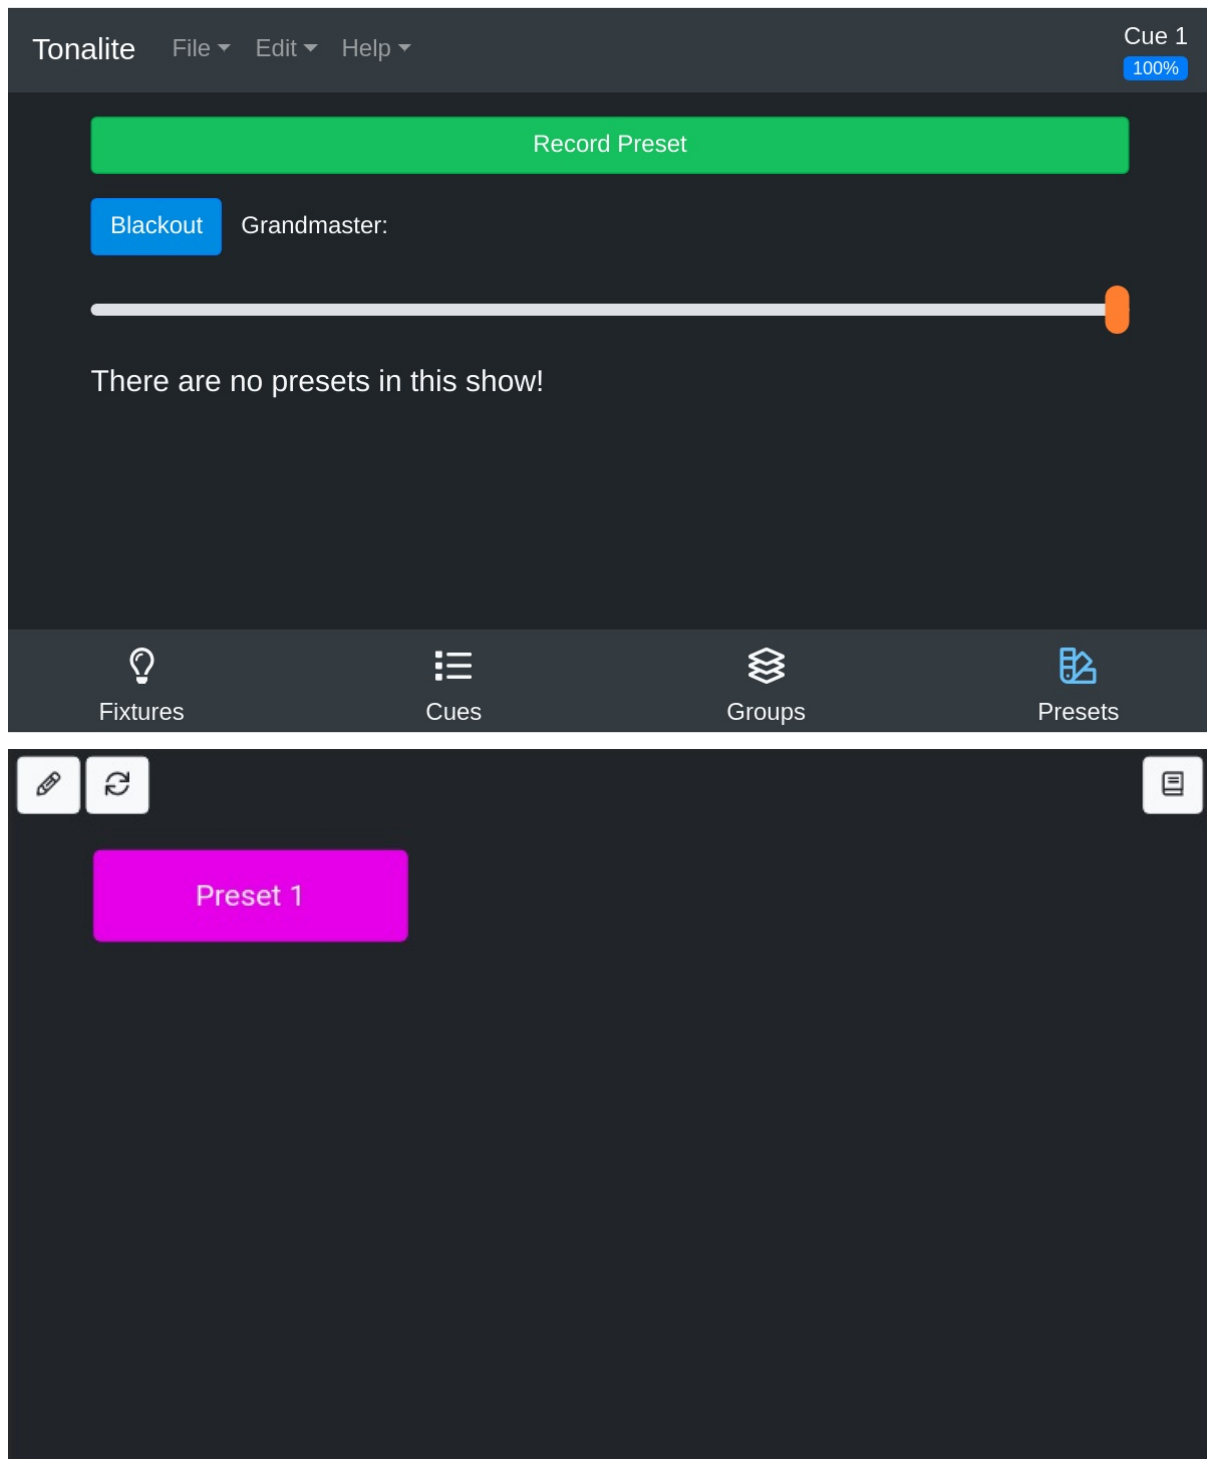 Tonalite File Edit Help Cue 1
100%
Record Preset
Blackout Grandmaster:
There are no presets in this show!
Fixtures Cues Groups Presets
Preset 1